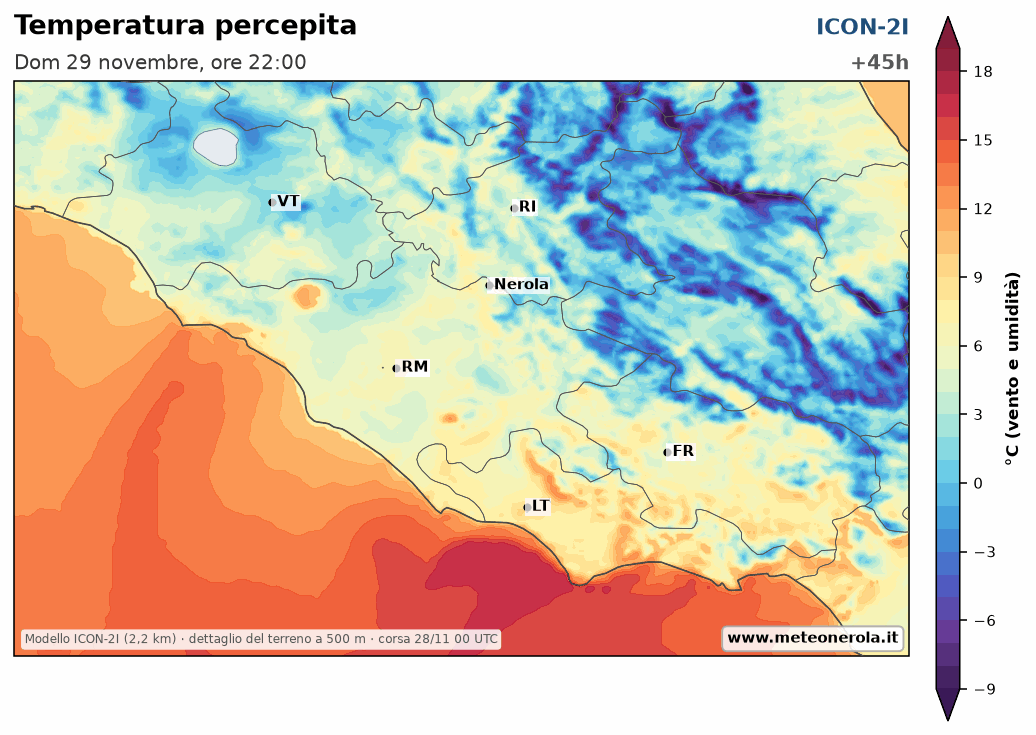 Temperatura percepita
ICON-2I
Dom 29 novembre, ore 22:00
+45h
VT
RI
Nerola
RM
FR
LT
Modello ICON-2I (2,2 km) · dettaglio del terreno a 500 m · corsa 28/11 00 UTC
www.meteonerola.it
18
15
12
9
6
3
0
−3
−6
−9
°C (vento e umidità)